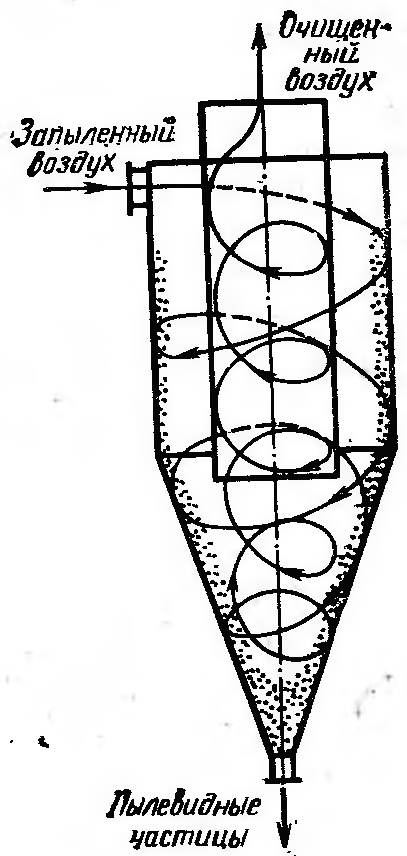 Очищен-
ный
воздух
Запыленный
воздух
Пылевидные
частицы